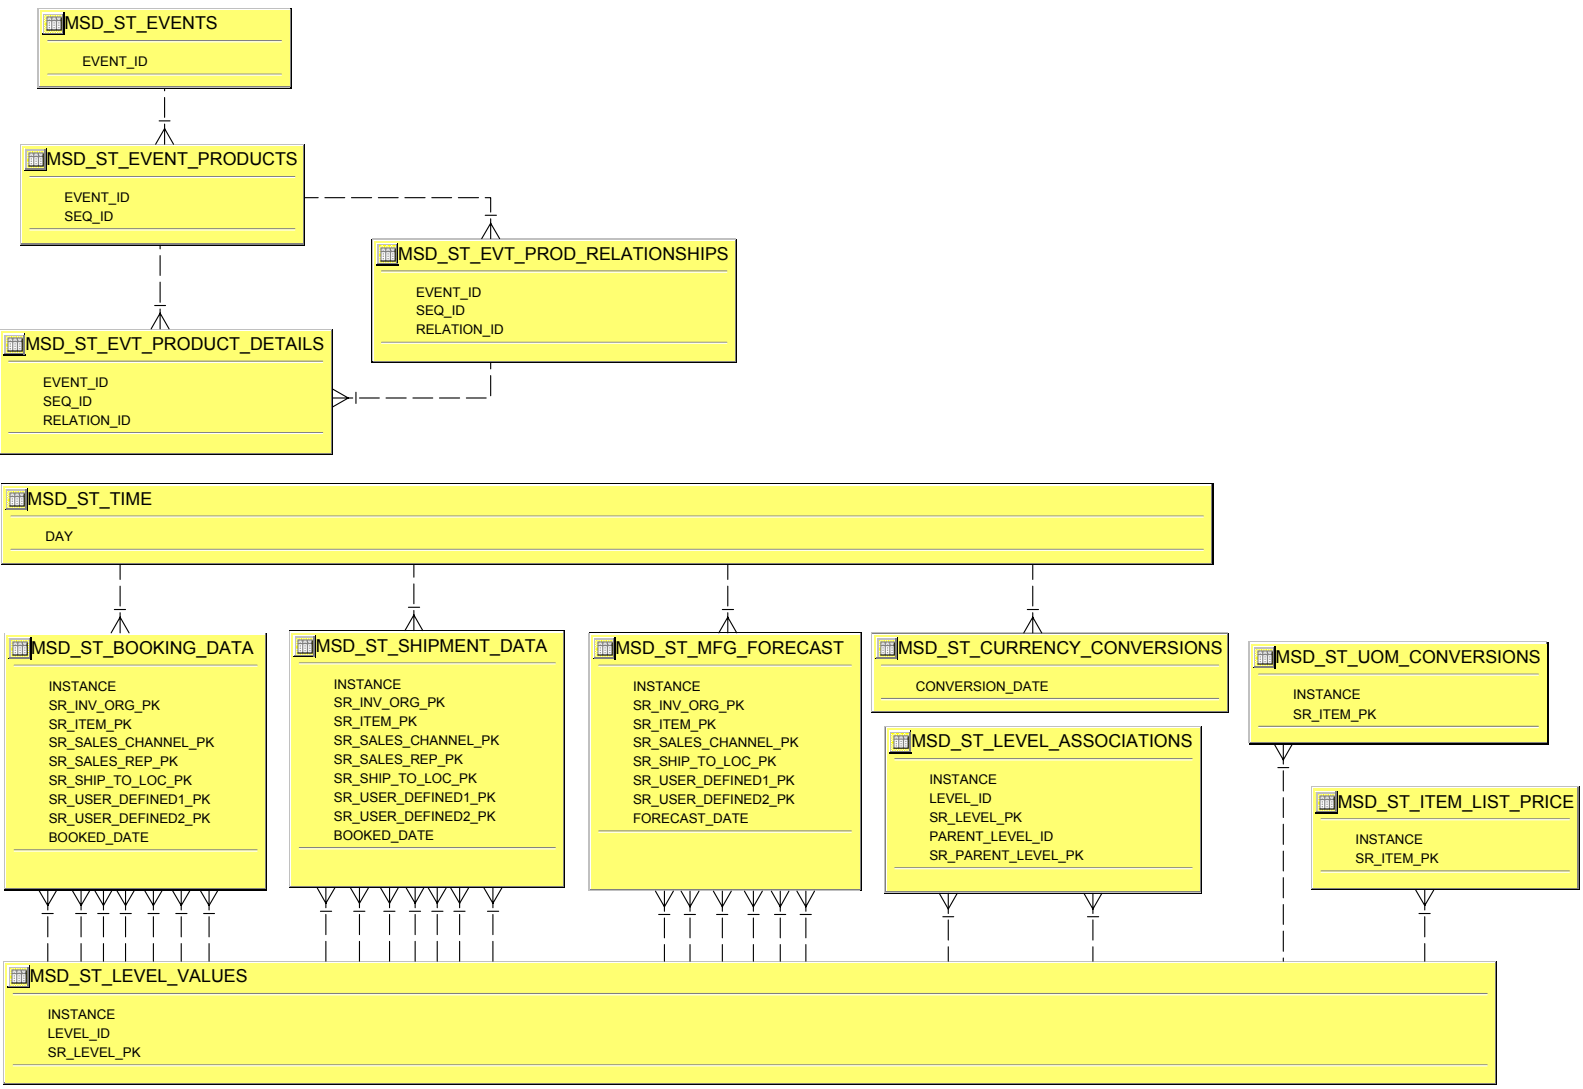 MSD_ST_EVENTS
EVENT_ID
MSD_ST_EVENT_PRODUCTS
EVENT_ID
SEQ_ID
MSD_ST_EVT_PROD_RELATIONSHIPS
EVENT_ID
SEQ_ID
RELATION_ID
MSD_ST_EVT_PRODUCT_DETAILS
EVENT_ID
SEQ_ID
RELATION_ID
MSD_ST_TIME
DAY
MSD_ST_BOOKING_DATA
INSTANCE
SR_INV_ORG_PK
SR_ITEM_PK
SR_SALES_CHANNEL_PK
SR_SALES_REP_PK
SR_SHIP_TO_LOC_PK
SR_USER_DEFINED1_PK
SR_USER_DEFINED2_PK
BOOKED_DATE
MSD_ST_SHIPMENT_DATA
INSTANCE
SR_INV_ORG_PK
SR_ITEM_PK
SR_SALES_CHANNEL_PK
SR_SALES_REP_PK
SR_SHIP_TO_LOC_PK
SR_USER_DEFINED1_PK
SR_USER_DEFINED2_PK
BOOKED_DATE
MSD_ST_MFG_FORECAST
INSTANCE
SR_INV_ORG_PK
SR_ITEM_PK
SR_SALES_CHANNEL_PK
SR_SHIP_TO_LOC_PK
SR_USER_DEFINED1_PK
SR_USER_DEFINED2_PK
FORECAST_DATE
MSD_ST_CURRENCY_CONVERSIONS
CONVERSION_DATE
MSD_ST_LEVEL_ASSOCIATIONS
INSTANCE
LEVEL_ID
SR_LEVEL_PK
PARENT_LEVEL_ID
SR_PARENT_LEVEL_PK
MSD_ST_UOM_CONVERSIONS
INSTANCE
SR_ITEM_PK
MSD_ST_ITEM_LIST_PRICE
INSTANCE
SR_ITEM_PK
MSD_ST_LEVEL_VALUES
INSTANCE
LEVEL_ID
SR_LEVEL_PK